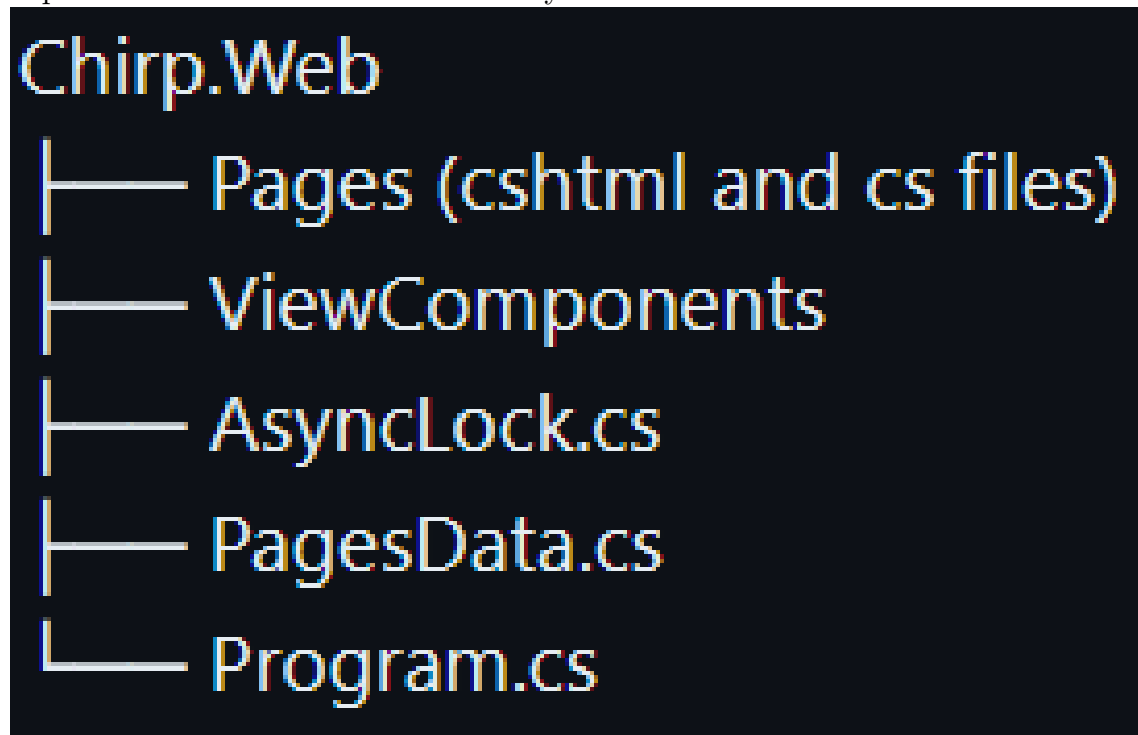 Chirp.Web
├── Pages (cshtml and cs files)
├── ViewComponents
├── AsyncLock.cs
├── PagesData.cs
└── Program.cs